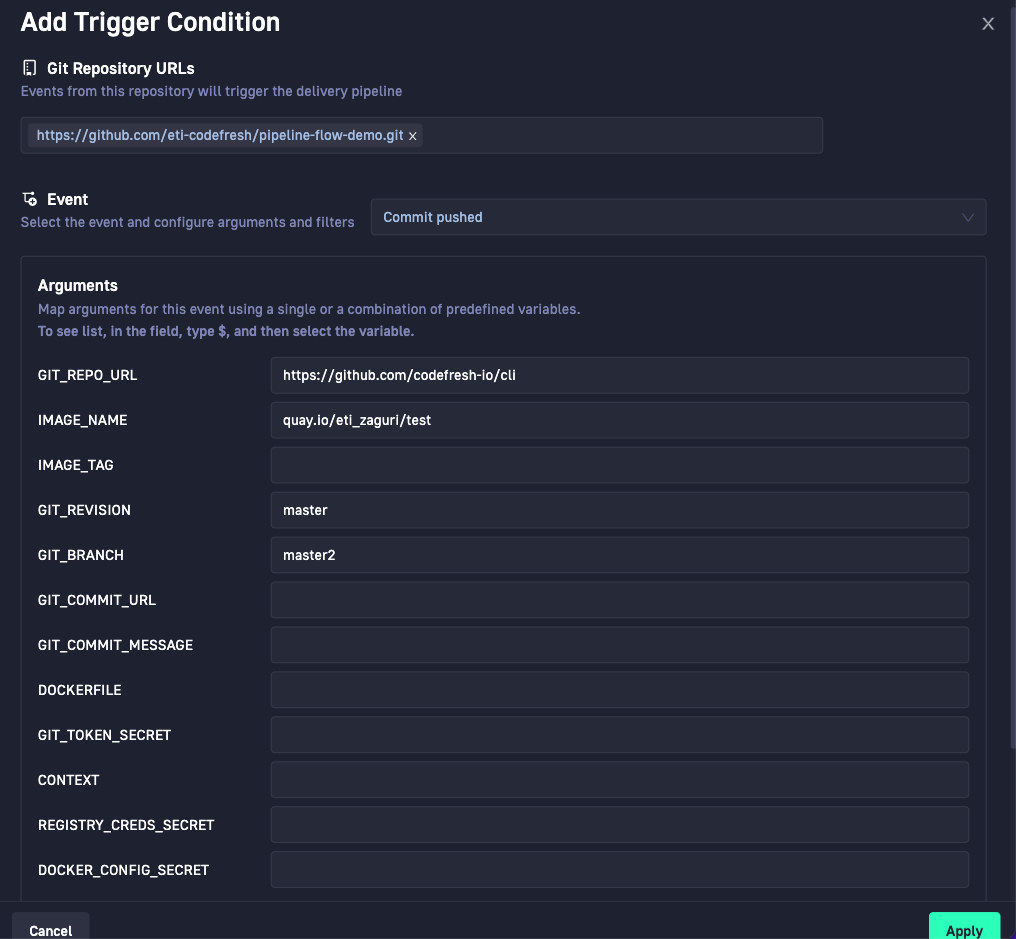 Add Trigger Condition
X
Git Repository URLs
Events from this repository will trigger the delivery pipeline
https://github.com/eti-codefresh/pipeline-flow-demo.git ×
Event
Select the event and configure arguments and filters
Commit pushed
Arguments
Map arguments for this event using a single or a combination of predefined variables.
To see list, in the field, type $, and then select the variable.
GIT_REPO_URL https://github.com/codefresh-io/cli
IMAGE_NAME quay.io/eti_zaguri/test
IMAGE_TAG
GIT_REVISION master
GIT_BRANCH master2
GIT_COMMIT_URL
GIT_COMMIT_MESSAGE
DOCKERFILE
GIT_TOKEN_SECRET
CONTEXT
REGISTRY_CREDS_SECRET
DOCKER_CONFIG_SECRET
Cancel Apply